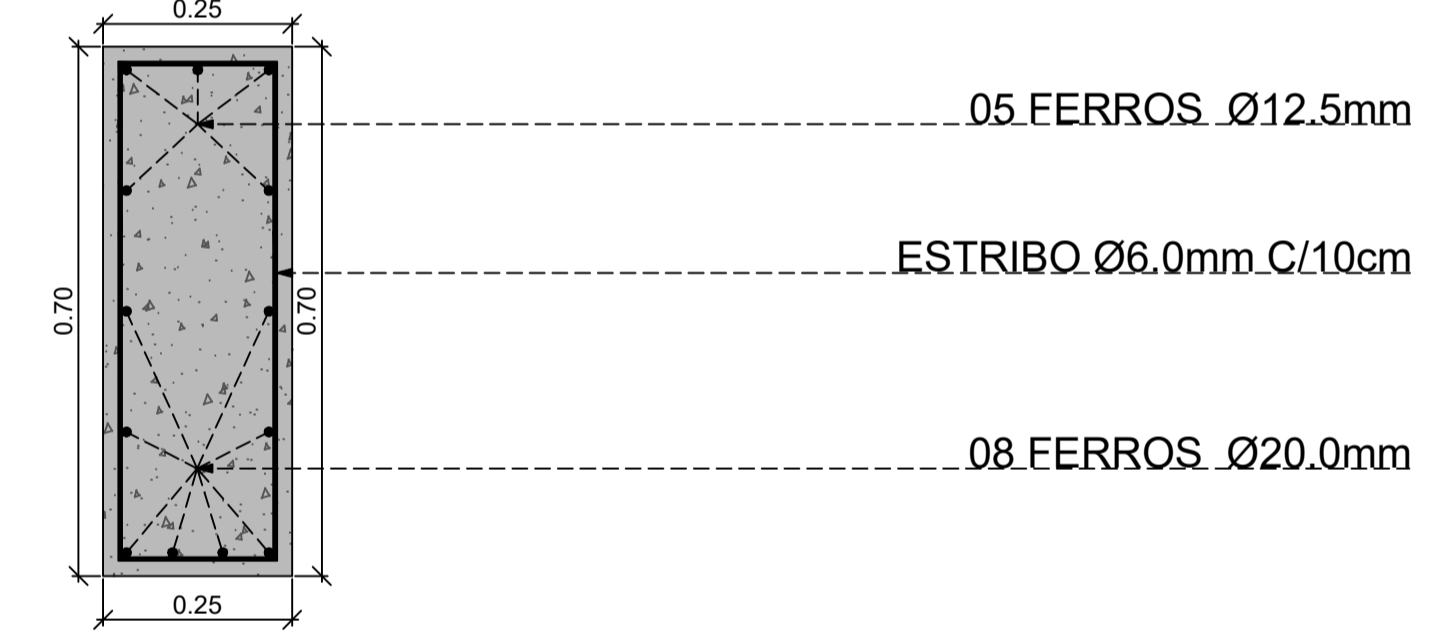 0.25
05 FERROS Ø12.5mm
ESTRIBO Ø6.0mm C/10cm
0.70
0.70
08 FERROS Ø20.0mm
0.25